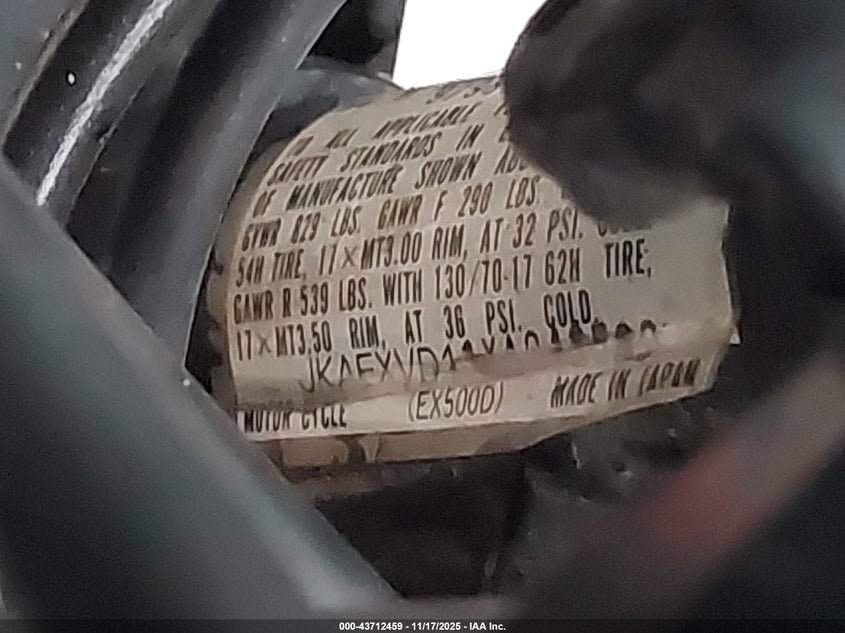 TO ALL APPLICABLE
SAFETY STANDARDS IN
OF MANUFACTURE SHOWN
GVWR 829 LBS. GAWR F 290 LBS.
54H TIRE, 17 × MT3.00 RIM, AT 32 PSI.
GAWR R 539 LBS. WITH 130/70-17 62H TIRE,
17 × MT3.50 RIM, AT 36 PSI. COLD.
MOTOR CYCLE (EX500D) MADE IN JAPAN
000-43712459 - 11/17/2025 - IAA Inc.